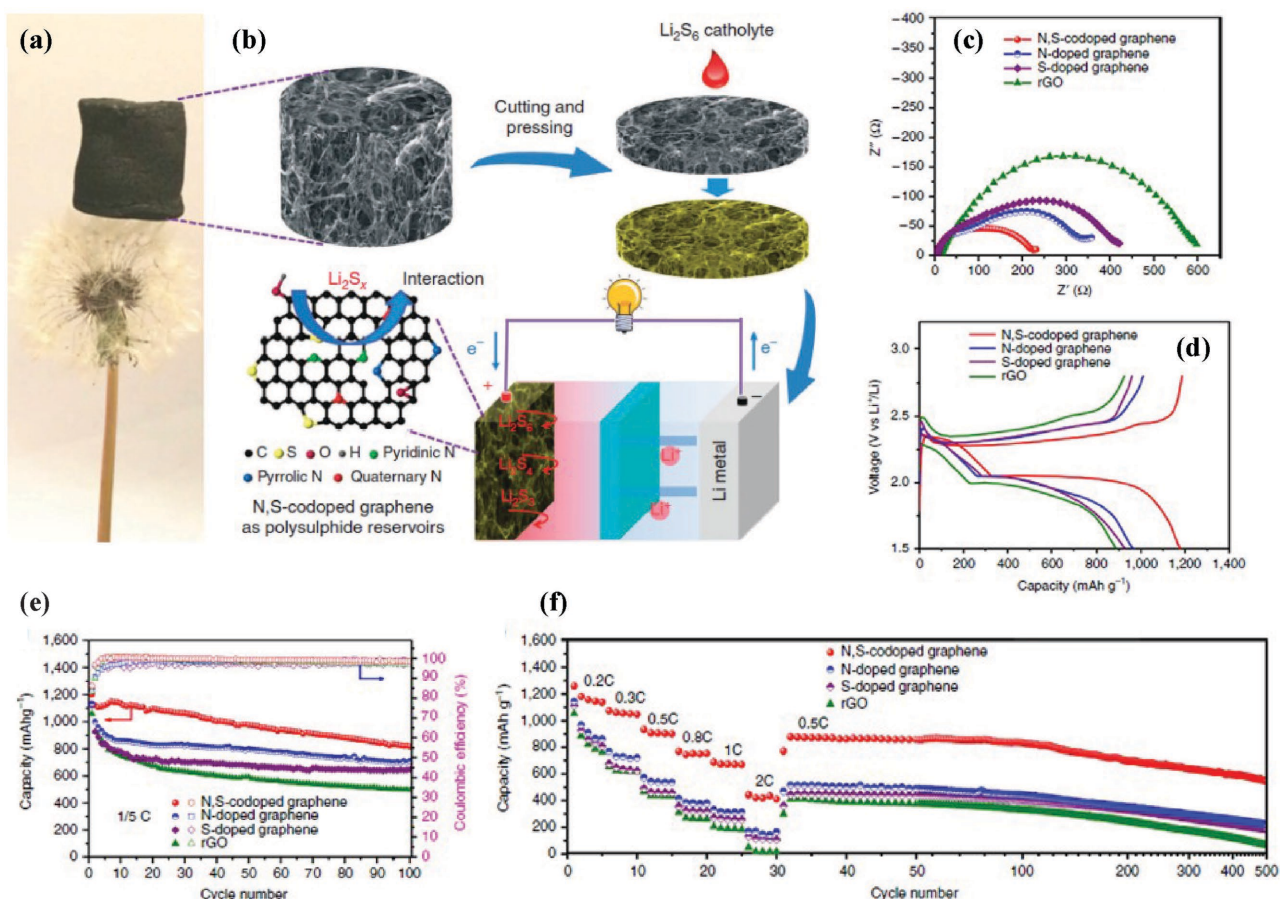 (a)
(b)
Li2S6 catholyte
Cutting and
pressing
Li2Sx
Interaction
e−
e−
+
−
C S O H Pyridinic N
Pyrrolic N Quaternary N
N,S-codoped graphene
as polysulphide reservoirs
Li2S6
Li+
Li+
Li metal
(c)
N,S-codoped graphene
N-doped graphene
S-doped graphene
rGO
−400
−350
−300
−250
−200
−150
−100
−50
0
Z″ (Ω)
0 100 200 300 400 500 600
Z′ (Ω)
(d)
N,S-codoped graphene
N-doped graphene
S-doped graphene
rGO
3.0
2.5
2.0
1.5
Voltage (V vs Li+/Li)
0 200 400 600 800 1,000 1,200 1,400
Capacity (mAh g−1)
(e)
1,600
1,400
1,200
1,000
800
600
400
200
0
Capacity (mAhg−1)
100
90
80
70
60
50
40
30
20
10
0
Coulombic efficiency (%)
1/5 C
N,S-codoped graphene
N-doped graphene
S-doped graphene
rGO
0 10 20 30 40 50 60 70 80 90 100
Cycle number
(f)
1,600
1,400
1,200
1,000
800
600
400
200
0
Capacity (mAh g−1)
N,S-codoped graphene
N-doped graphene
S-doped graphene
rGO
0.2C
0.3C
0.5C
0.8C
1C
2C
0.5C
0 5 10 15 20 25 30 50 100 200 300 400 500
Cycle number